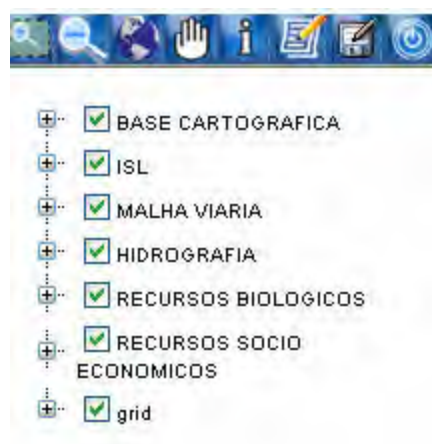 BASE CARTOGRAFICA
ISL
MALHA VIARIA
HIDROGRAFIA
RECURSOS BIOLOGICOS
RECURSOS SOCIO
ECONOMICOS
grid